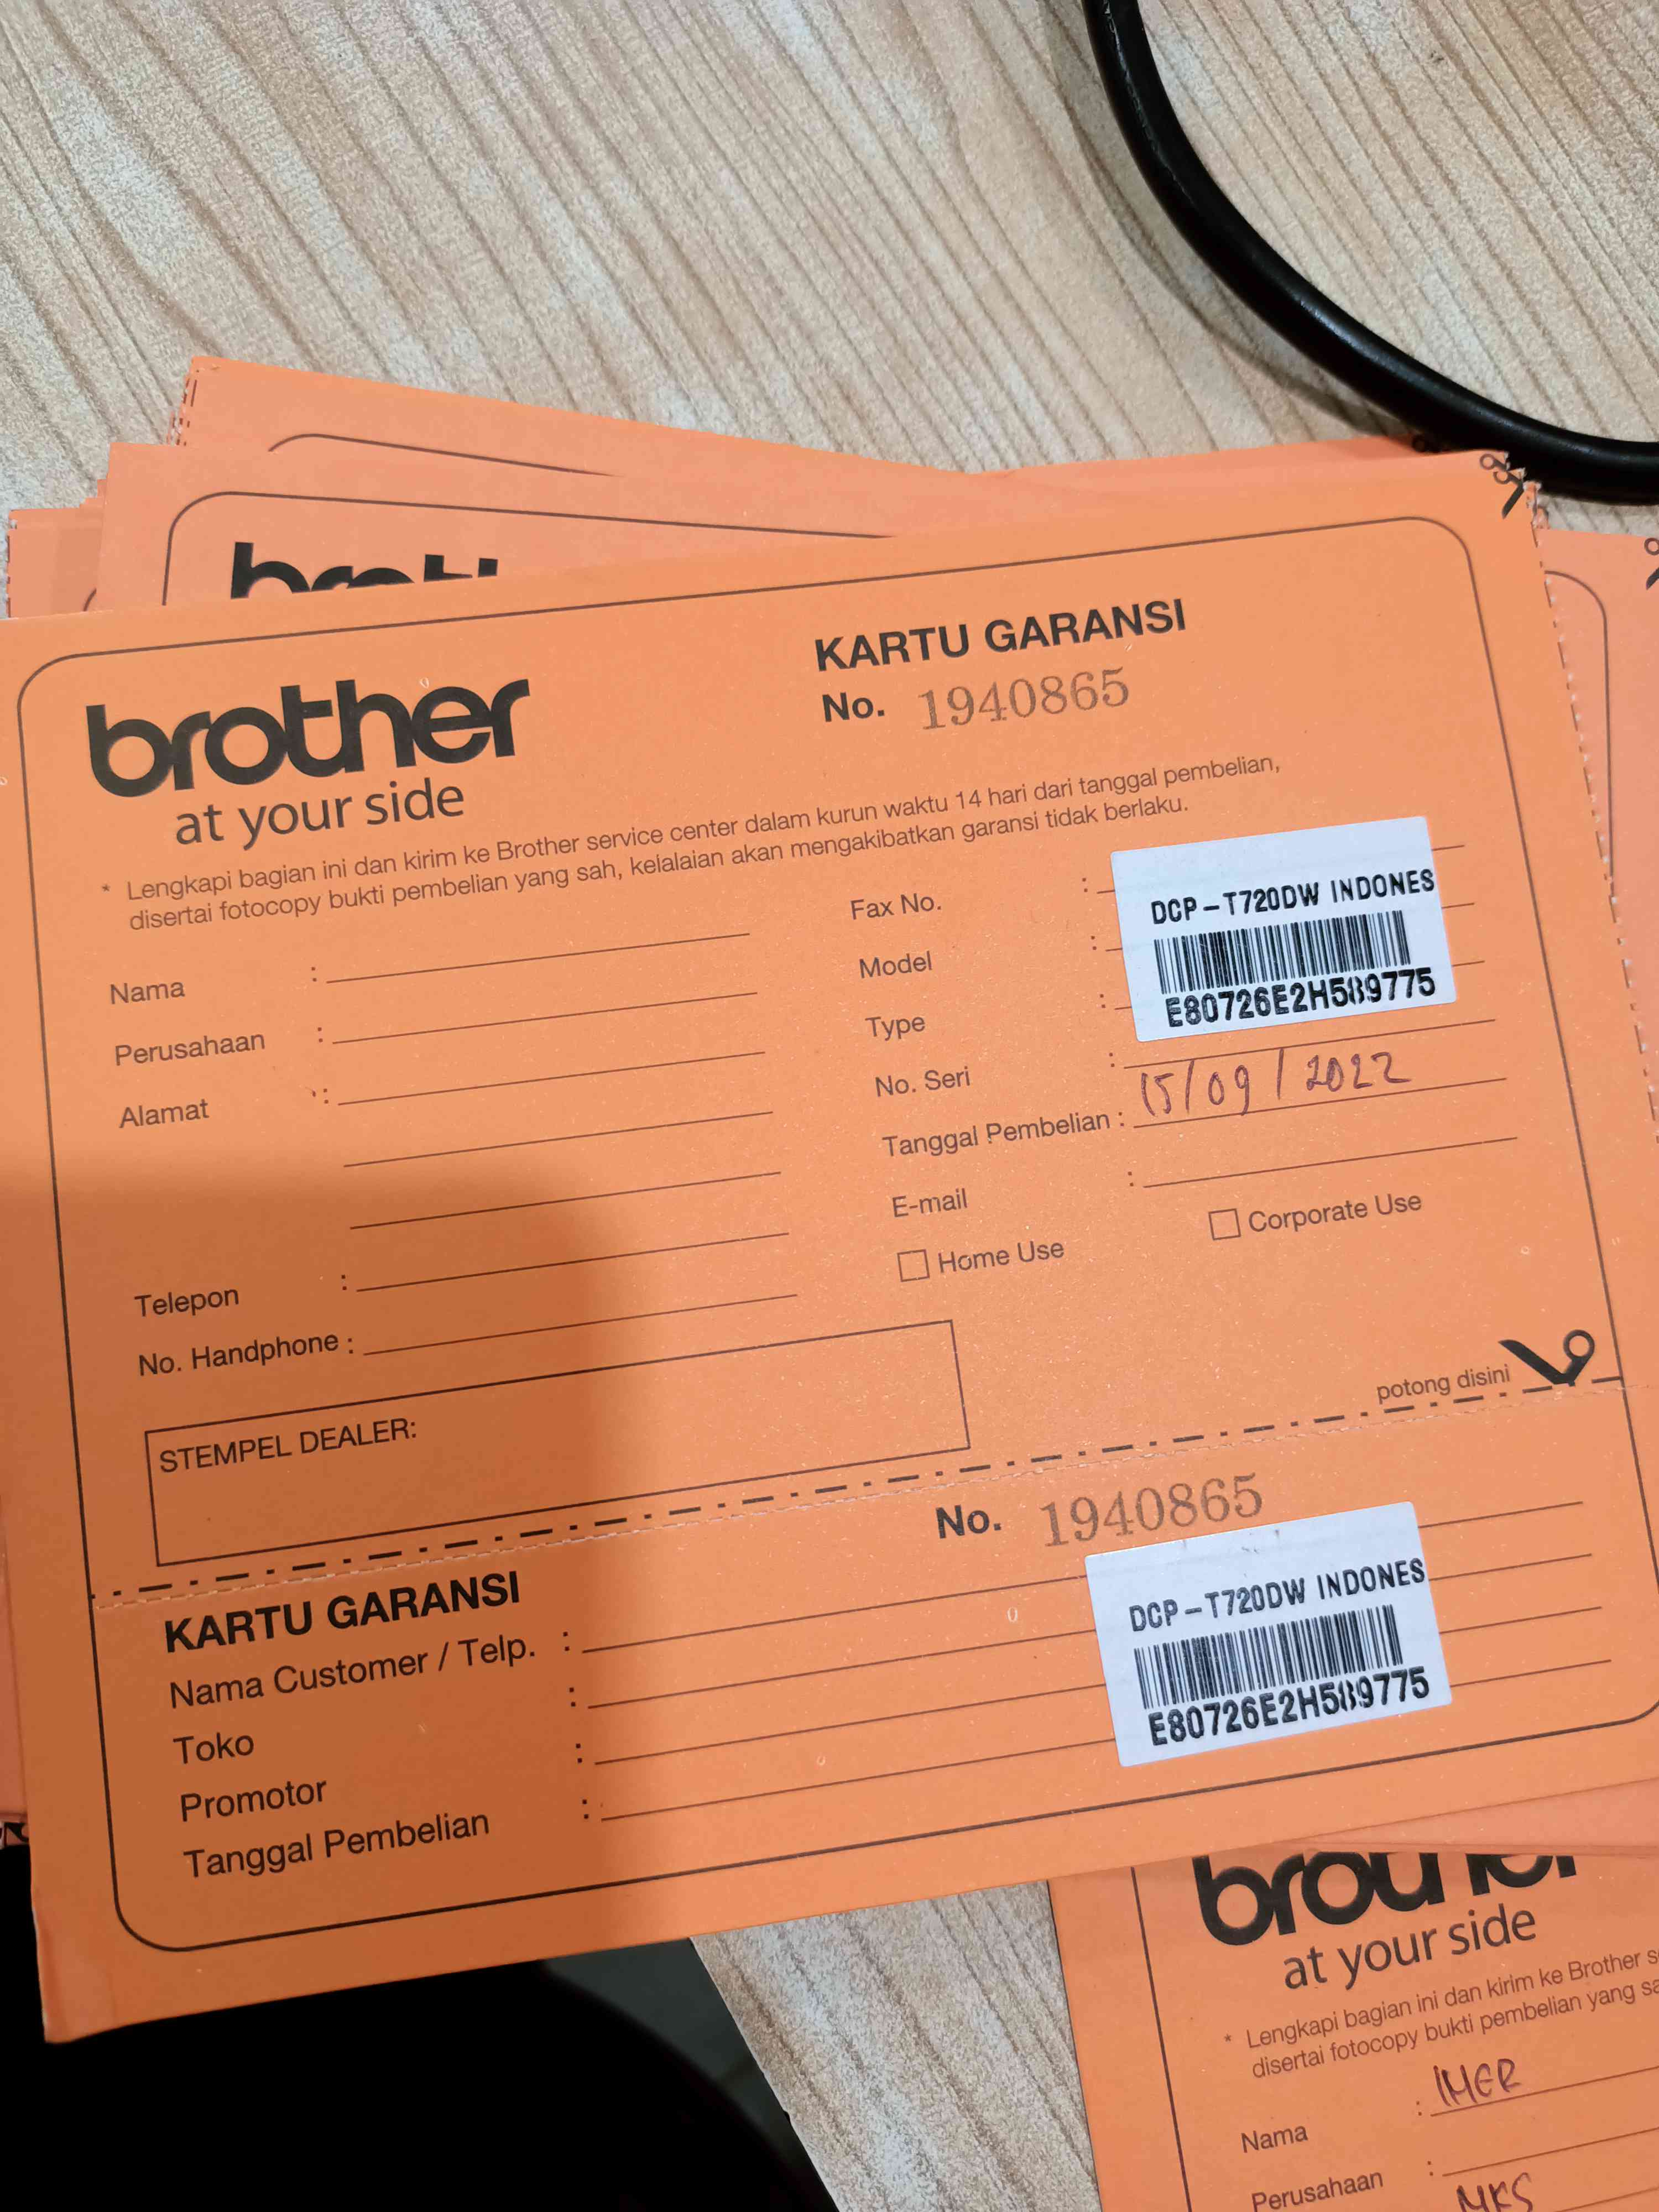 brother
at your side
KARTU GARANSI
No. 1940865
* Lengkapi bagian ini dan kirim ke Brother service center dalam kurun waktu 14 hari dari tanggal pembelian,
disertai fotocopy bukti pembelian yang sah, kelalaian akan mengakibatkan garansi tidak berlaku.
Nama :
Perusahaan :
Alamat :
Telepon :
No. Handphone :
Fax No. :
Model :
Type :
No. Seri :
Tanggal Pembelian : 15/09/2022
E-mail :
Home Use
Corporate Use
DCP-T720DW INDONES
E80726E2H589775
STEMPEL DEALER:
potong disini
KARTU GARANSI
No. 1940865
Nama Customer / Telp. :
Toko :
Promotor :
Tanggal Pembelian :
DCP-T720DW INDONES
E80726E2H589775
brother
at your side
* Lengkapi bagian ini dan kirim ke Brother
disertai fotocopy bukti pembelian yang
Nama : IHER
Perusahaan : MKS